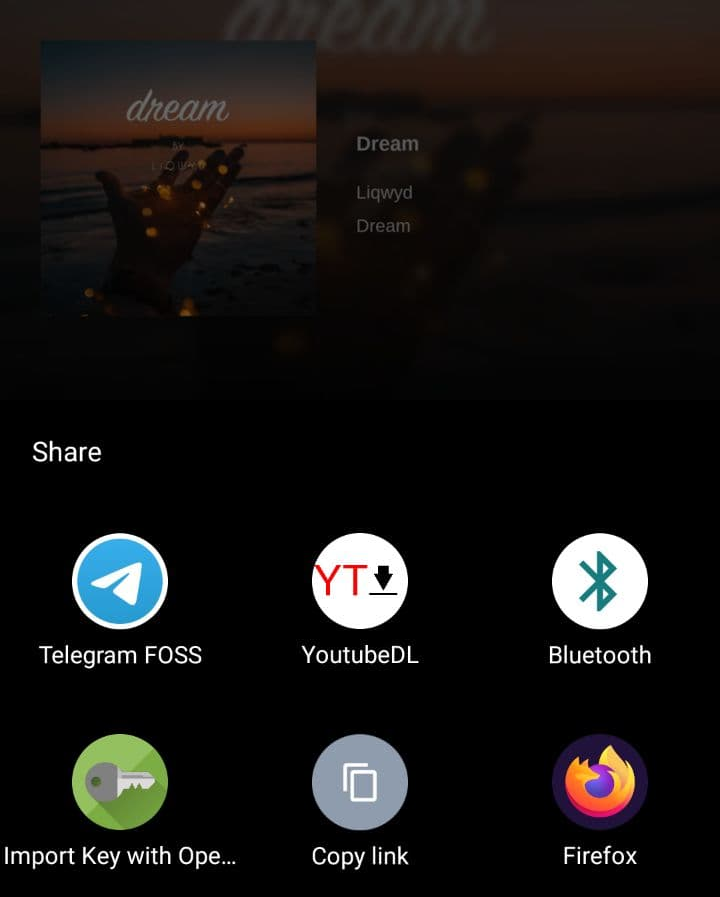 dream
dream
BY
LIQWYD
Dream
Liqwyd
Dream
Share
YT
Telegram FOSS
YoutubeDL
Bluetooth
Import Key with Ope...
Copy link
Firefox